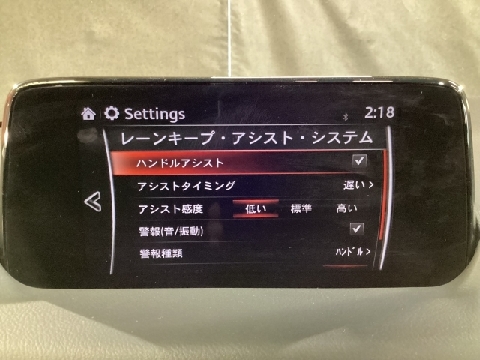 Settings 2:18
レーンキープ・アシスト・システム
ハンドルアシスト
アシストタイミング 遅い
アシスト感度 低い 標準 高い
警報(音/振動)
警報種類 ﾊﾝﾄﾞﾙ